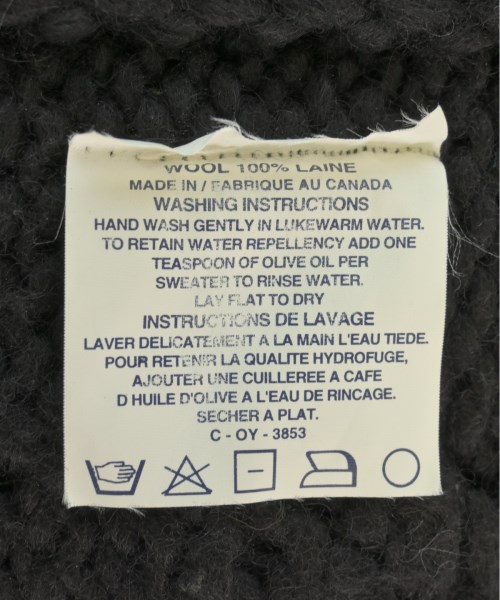 WOOL 100% LAINE
MADE IN / FABRIQUE AU CANADA
WASHING INSTRUCTIONS
HAND WASH GENTLY IN LUKEWARM WATER.
TO RETAIN WATER REPELLENCY ADD ONE
TEASPOON OF OLIVE OIL PER
SWEATER TO RINSE WATER.
LAY FLAT TO DRY
INSTRUCTIONS DE LAVAGE
LAVER DELICATEMENT A LA MAIN L'EAU TIEDE.
POUR RETENIR LA QUALITE HYDROFUGE,
AJOUTER UNE CUILLEREE A CAFE
D HUILE D'OLIVE A L'EAU DE RINCAGE.
SECHER A PLAT.
C - OY - 3853